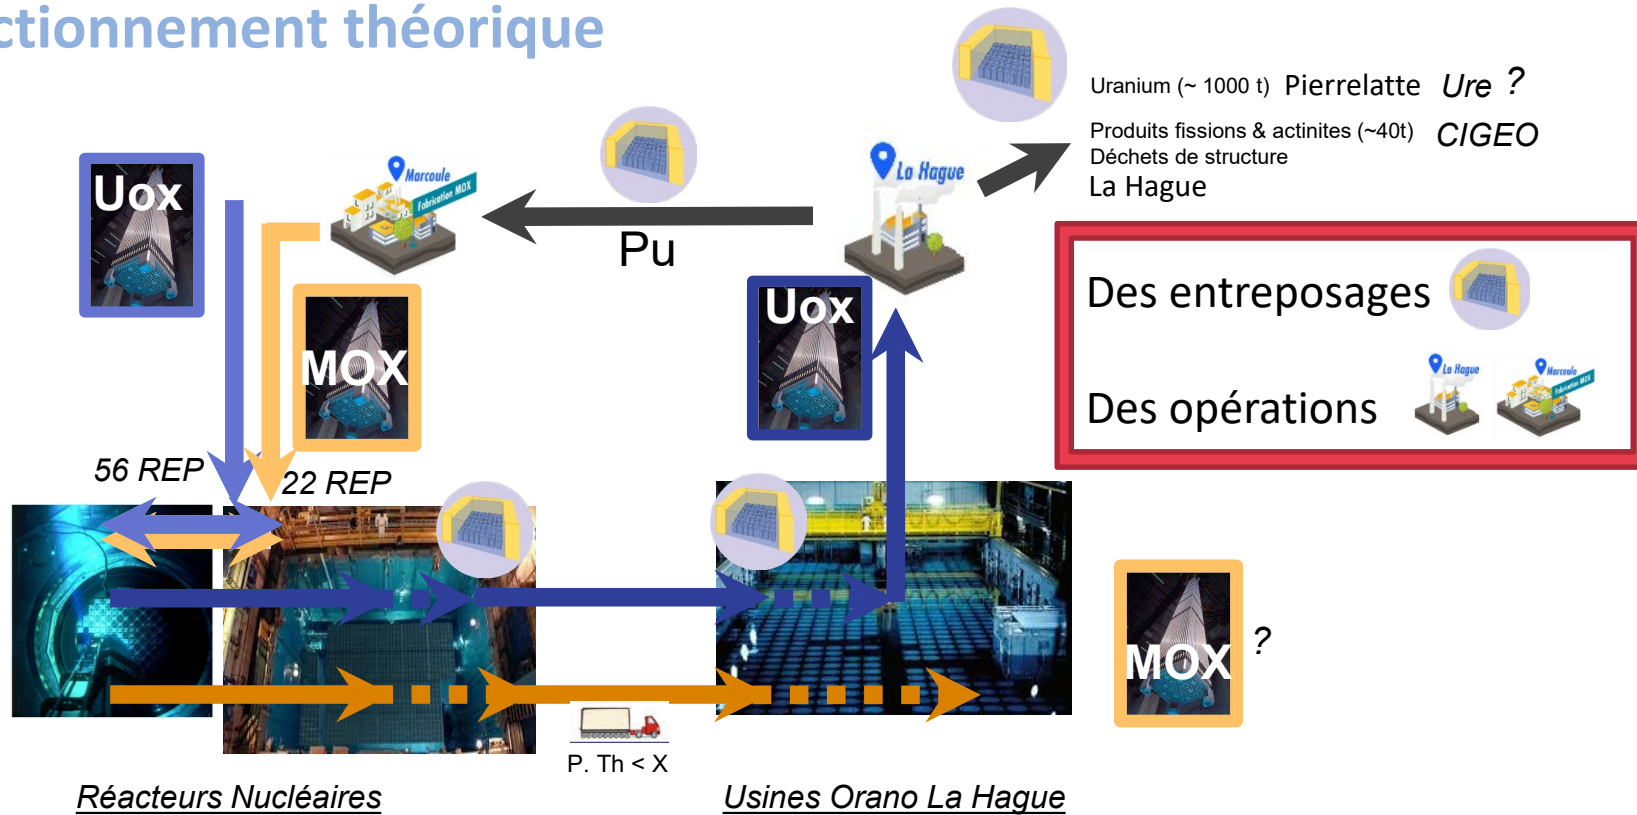 ctionnement théorique
Uranium (~ 1000 t) Pierrelatte Ure ?
Produits fissions & actinites (~40t) CIGEO
Déchets de structure
La Hague
Uox
Marcoule
Fabrication MOX
La Hague
Pu
MOX
Uox
Des entreposages
Des opérations
La Hague
Marcoule
Fabrication MOX
56 REP
22 REP
MOX
?
P. Th < X
Réacteurs Nucléaires
Usines Orano La Hague